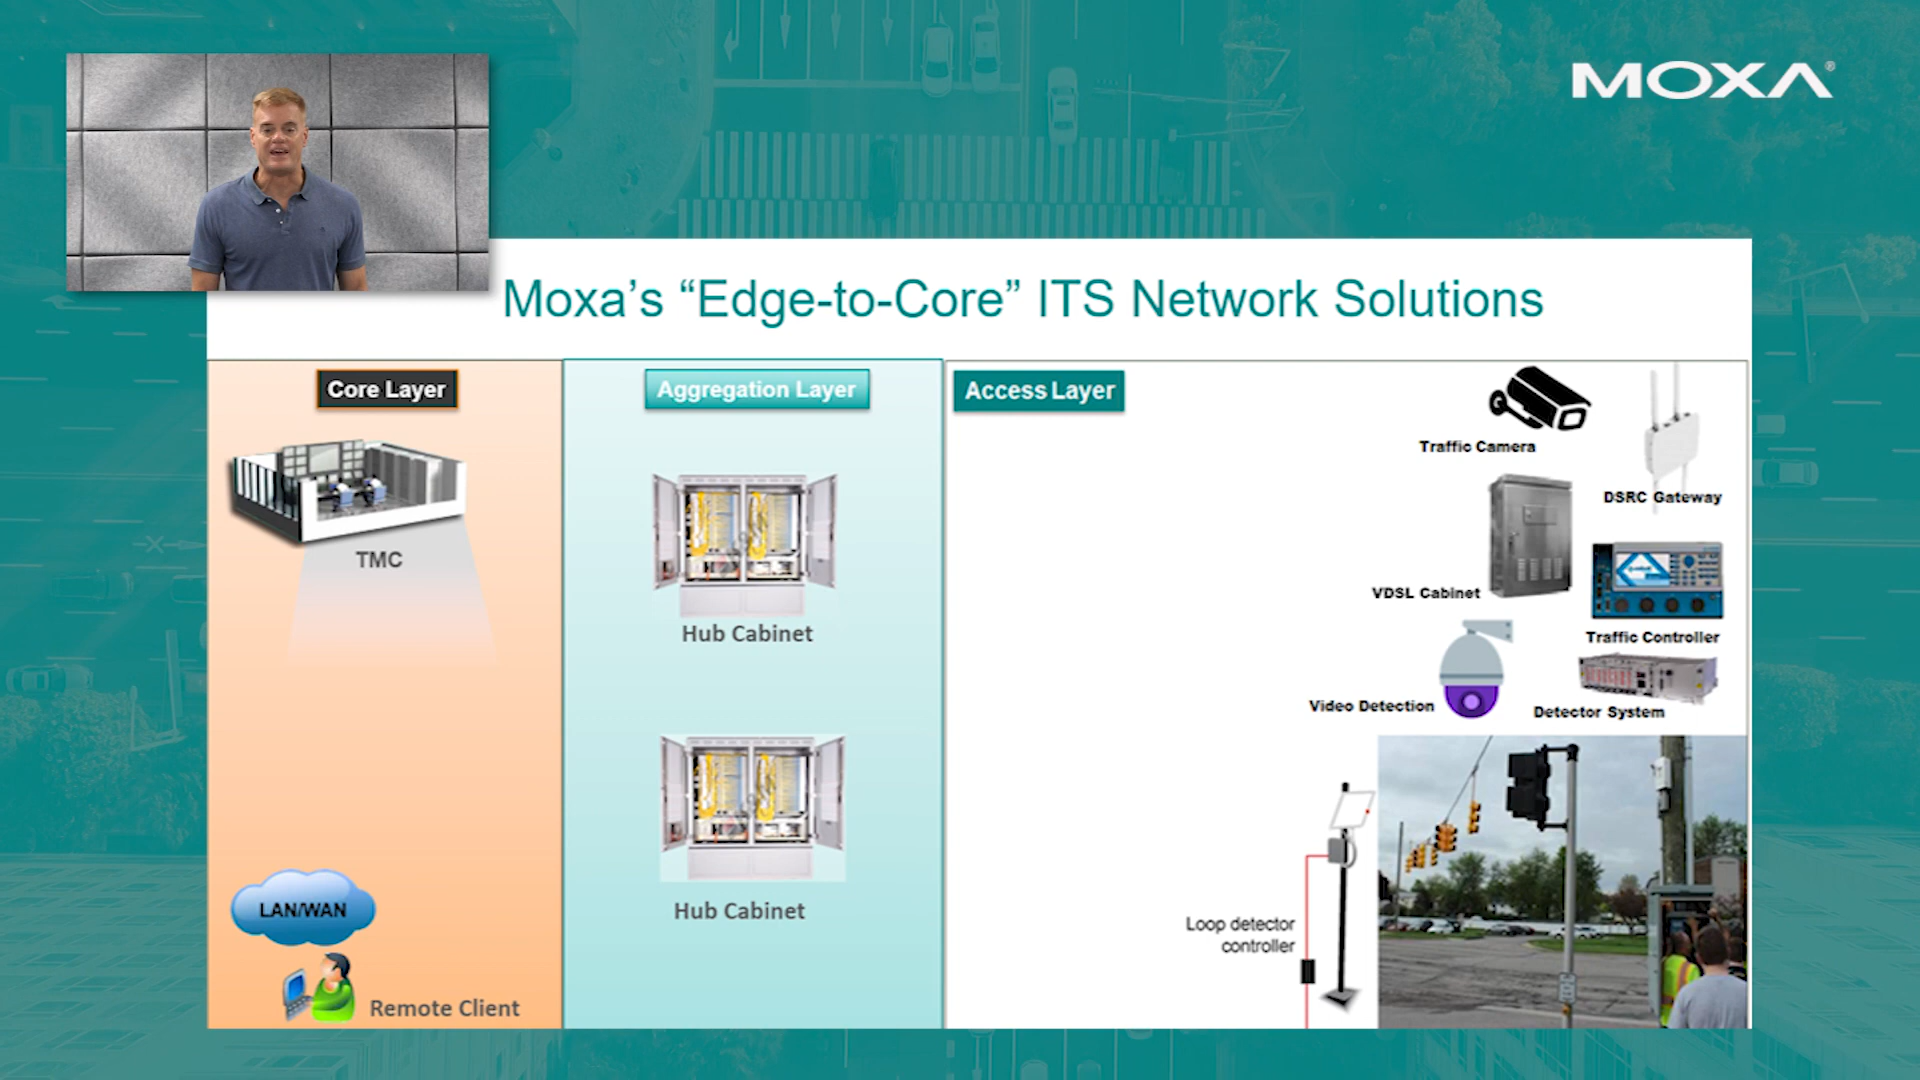 MOXA®
Moxa's “Edge-to-Core” ITS Network Solutions
Core Layer
TMC
LAN/WAN
Remote Client
Aggregation Layer
Hub Cabinet
Hub Cabinet
Access Layer
Traffic Camera
DSRC Gateway
VDSL Cabinet
Traffic Controller
Video Detection
Detector System
Loop detector
controller